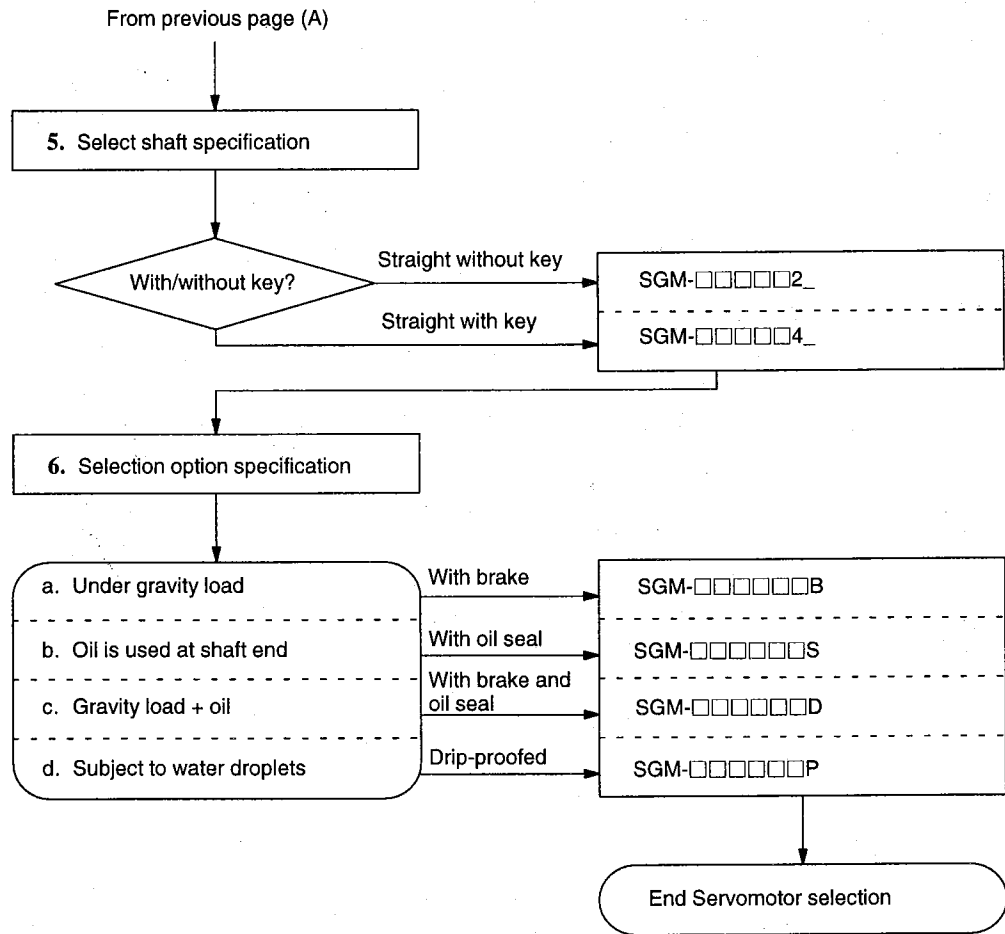 From previous page (A)
5. Select shaft specification
With/without key?
Straight without key
SGM-□□□□□2_
Straight with key
SGM-□□□□□4_
6. Selection option specification
a. Under gravity load
With brake
SGM-□□□□□□B
b. Oil is used at shaft end
With oil seal
SGM-□□□□□□S
c. Gravity load + oil
With brake and
oil seal
SGM-□□□□□□D
d. Subject to water droplets
Drip-proofed
SGM-□□□□□□P
End Servomotor selection